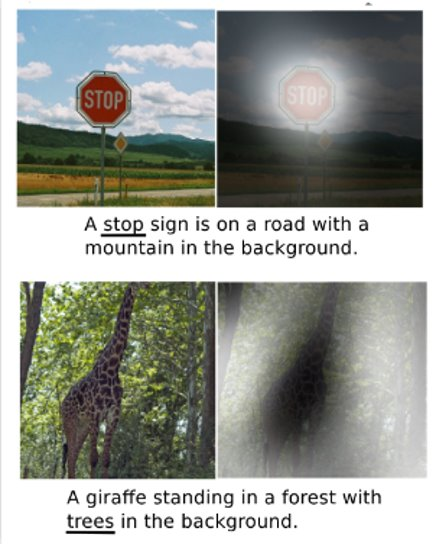 STOP
STOP
A stop sign is on a road with a
mountain in the background.
A giraffe standing in a forest with
trees in the background.